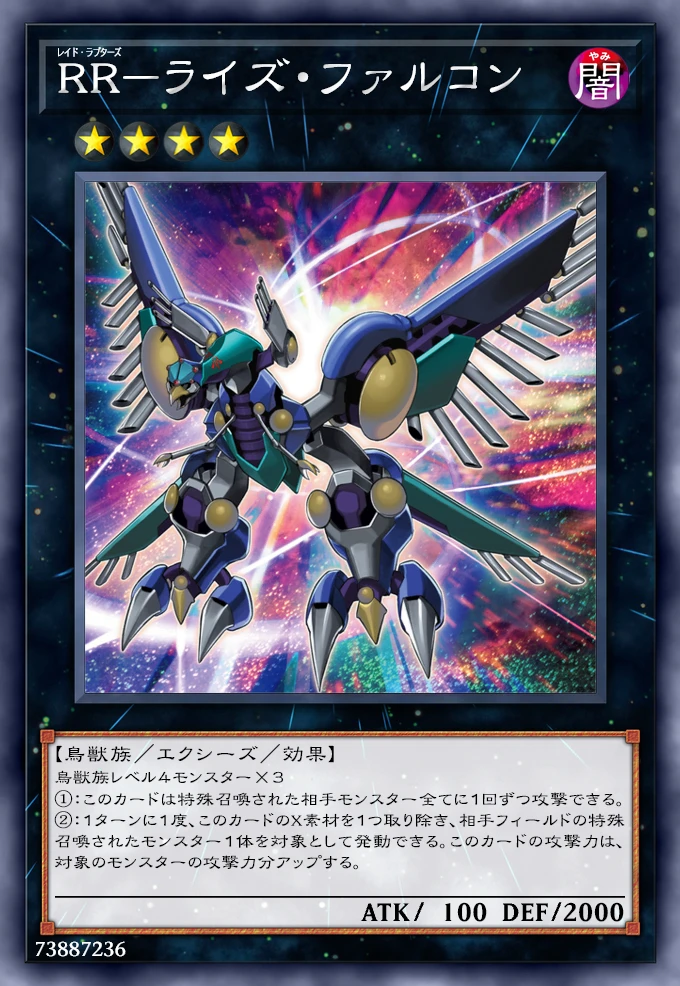 レイド・ラプターズ
RR－ライズ・ファルコン
やみ
闇
【鳥獣族／エクシーズ／効果】
鳥獣族レベル４モンスター×３
①：このカードは特殊召喚された相手モンスター全てに1回ずつ攻撃できる。
②：1ターンに1度、このカードのX素材を1つ取り除き、相手フィールドの特殊
召喚されたモンスター1体を対象として発動できる。このカードの攻撃力は、
対象のモンスターの攻撃力分アップする。
ATK/ 100 DEF/2000
73887236